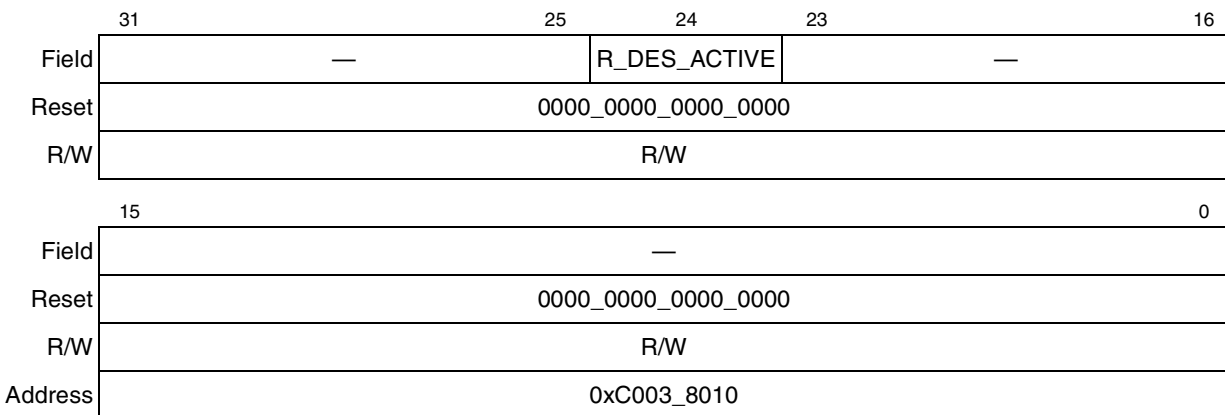 31 25 24 23 16
Field — R_DES_ACTIVE —
Reset 0000_0000_0000_0000
R/W R/W
15 0
Field —
Reset 0000_0000_0000_0000
R/W R/W
Address 0xC003_8010